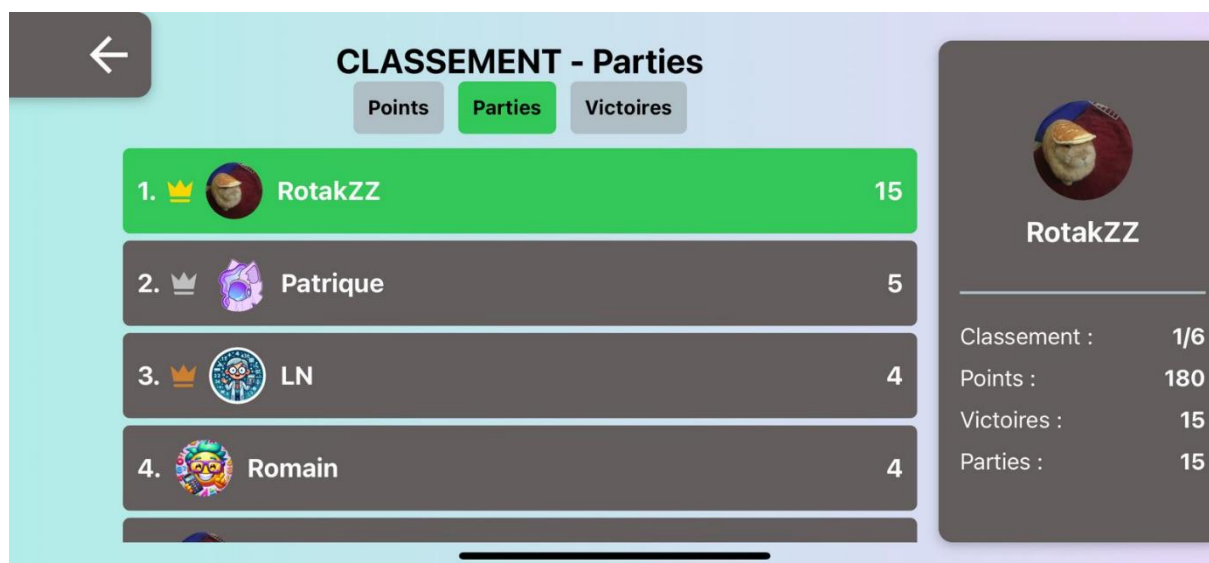 CLASSEMENT - Parties
Points Parties Victoires
1. RotakZZ 15
2. Patrique 5
3. LN 4
4. Romain 4
RotakZZ
Classement : 1/6
Points : 180
Victoires : 15
Parties : 15